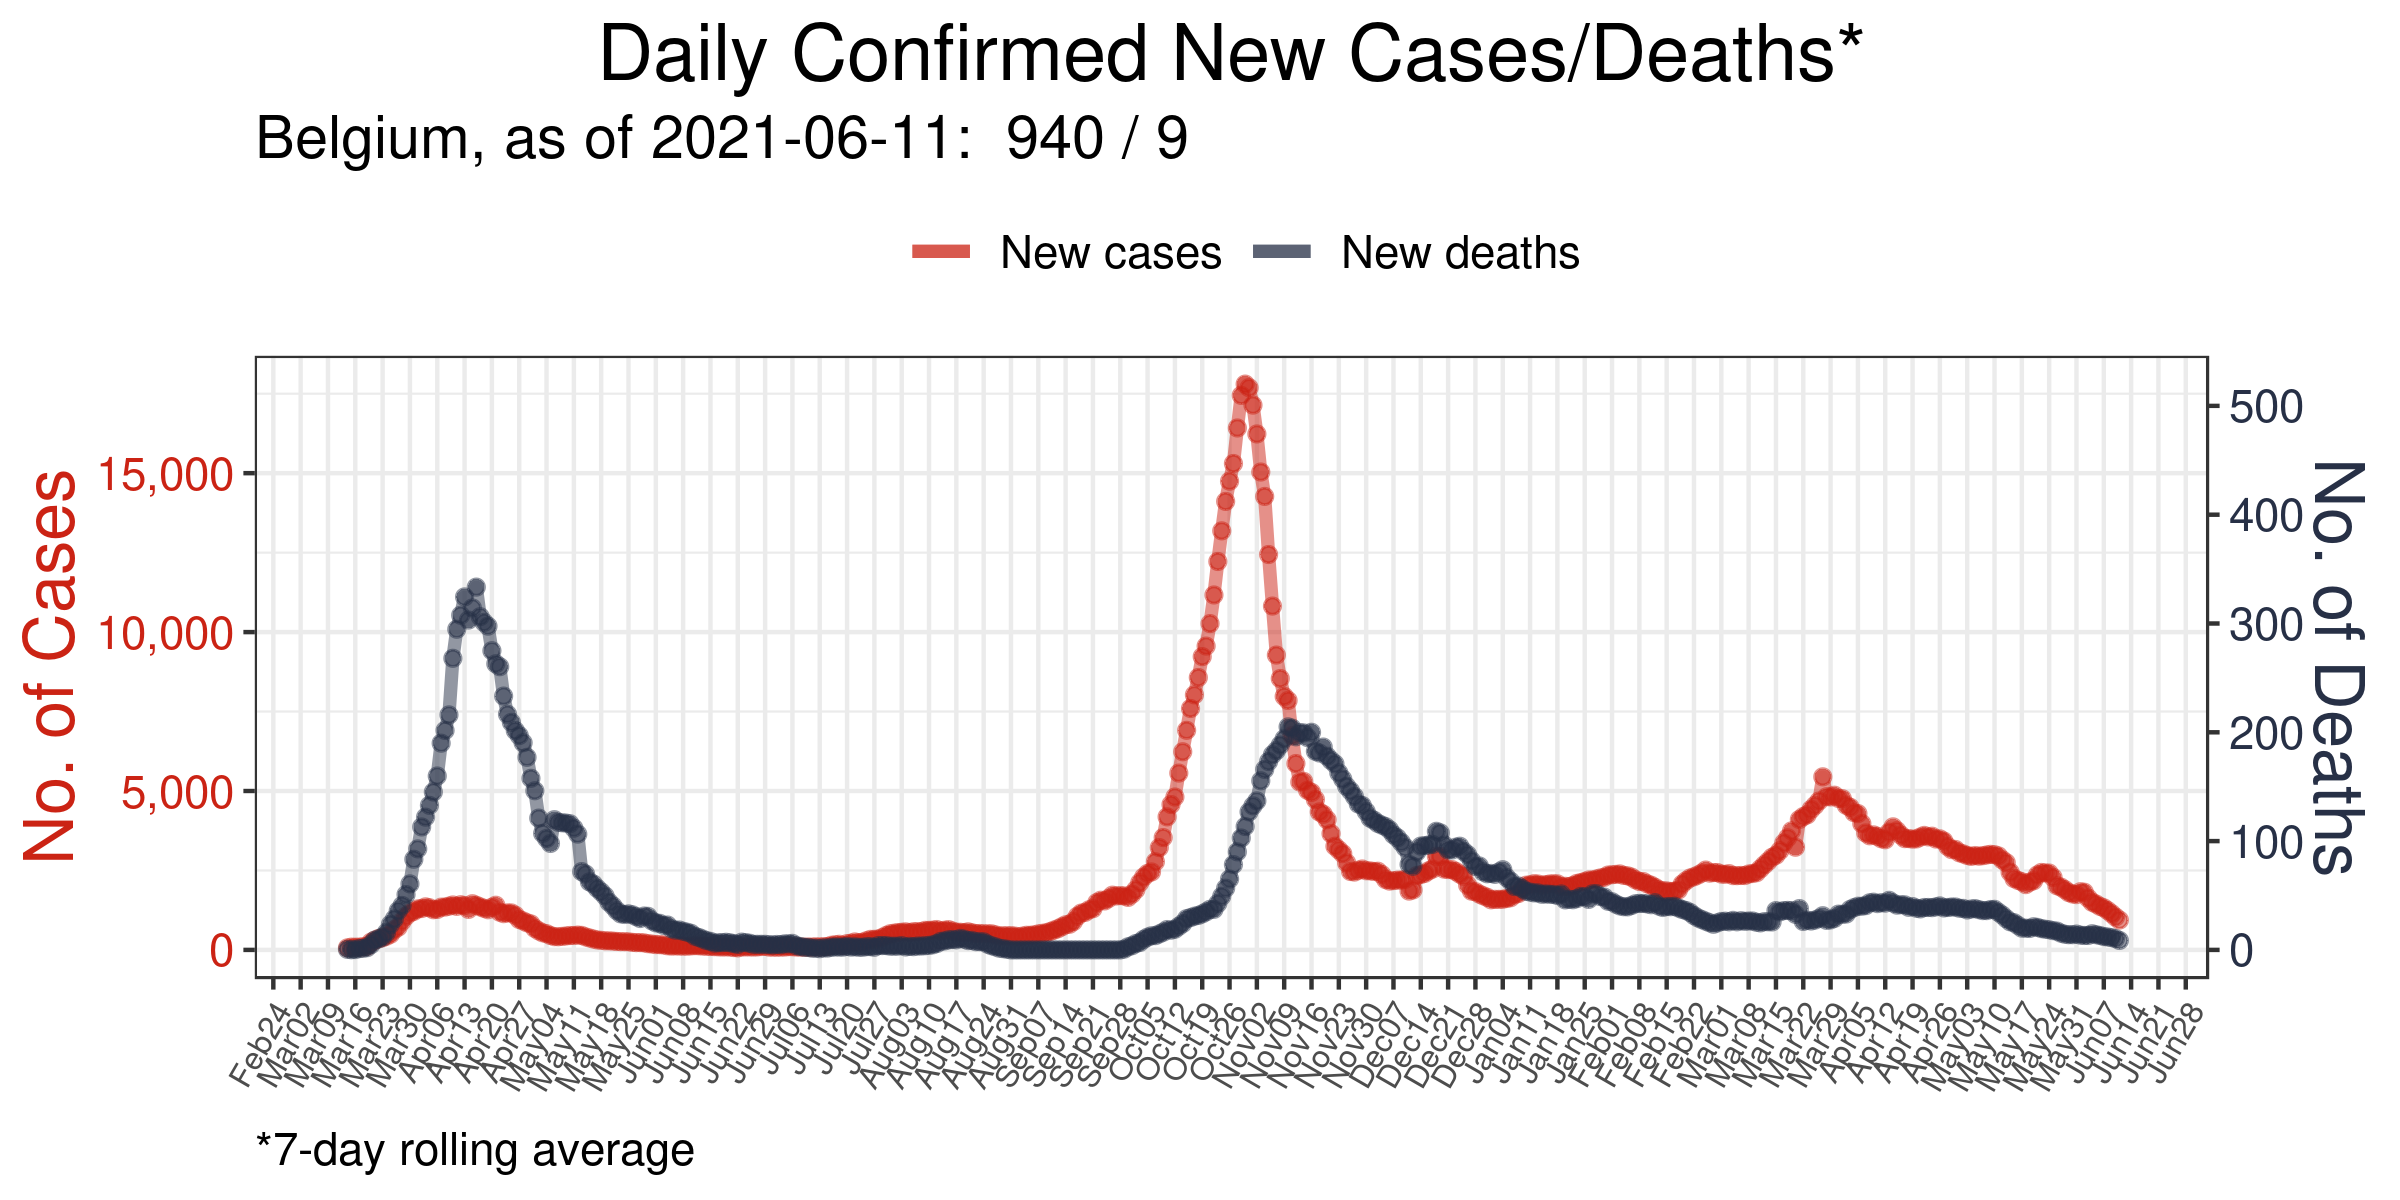 Daily Confirmed New Cases/Deaths*
Belgium, as of 2021-06-11:  940 / 9
New cases
New deaths
No. of Cases
15,000
10,000
5,000
0
500
400
300
200
100
0
No. of Deaths
Feb24
Mar02
Mar09
Mar16
Mar23
Mar30
Apr06
Apr13
Apr20
Apr27
May04
May11
May18
May25
Jun01
Jun08
Jun15
Jun22
Jun29
Jul06
Jul13
Jul20
Jul27
Aug03
Aug10
Aug17
Aug24
Aug31
Sep07
Sep14
Sep21
Sep28
Oct05
Oct12
Oct19
Oct26
Nov02
Nov09
Nov16
Nov23
Nov30
Dec07
Dec14
Dec21
Dec28
Jan04
Jan11
Jan18
Jan25
Feb01
Feb08
Feb15
Feb22
Mar01
Mar08
Mar15
Mar22
Mar29
Apr05
Apr12
Apr19
Apr26
May03
May10
May17
May24
May31
Jun07
Jun14
Jun21
Jun28
*7-day rolling average